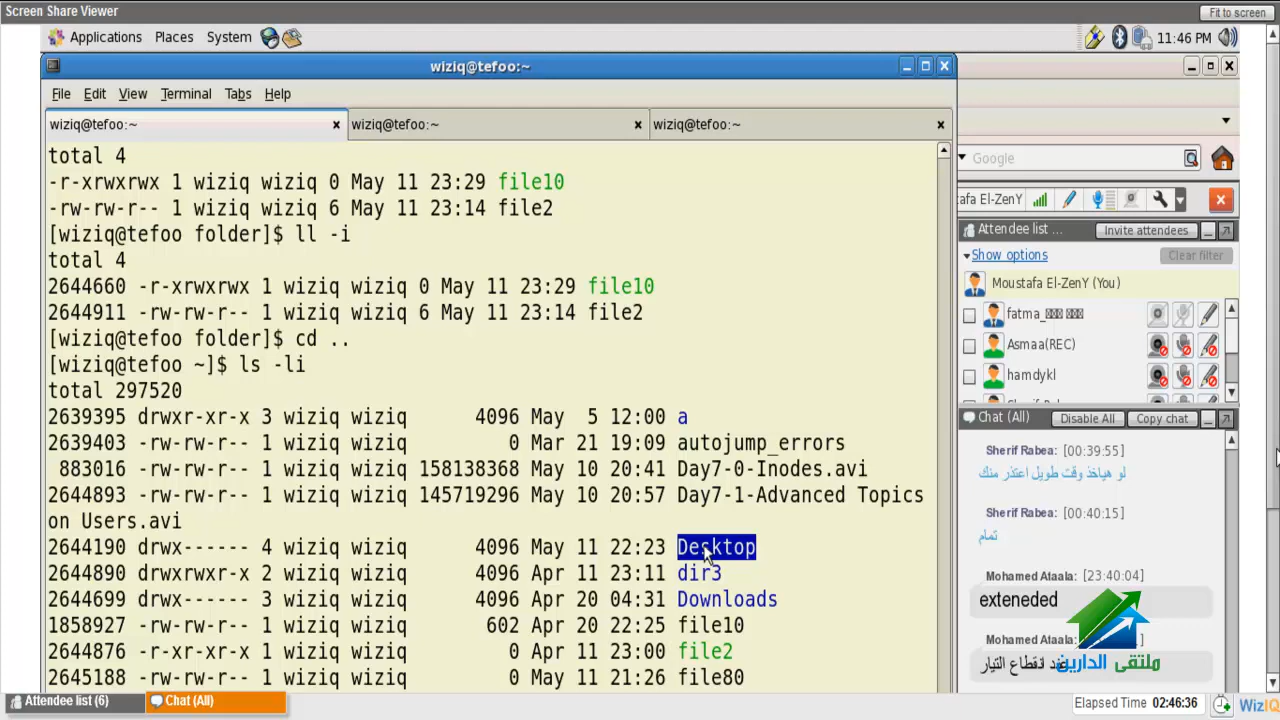 Screen Share Viewer
Fit to screen
Applications Places System
11:46 PM
wiziq@tefoo:~
File Edit View Terminal Tabs Help
wiziq@tefoo:~ wiziq@tefoo:~ wiziq@tefoo:~
total 4
-r-xrwxrwx 1 wiziq wiziq 0 May 11 23:29 file10
-rw-rw-r-- 1 wiziq wiziq 6 May 11 23:14 file2
[wiziq@tefoo folder]$ ll -i
total 4
2644660 -r-xrwxrwx 1 wiziq wiziq 0 May 11 23:29 file10
2644911 -rw-rw-r-- 1 wiziq wiziq 6 May 11 23:14 file2
[wiziq@tefoo folder]$ cd ..
[wiziq@tefoo ~]$ ls -li
total 297520
2639395 drwxr-xr-x 3 wiziq wiziq 4096 May 5 12:00 a
2639403 -rw-rw-r-- 1 wiziq wiziq 0 Mar 21 19:09 autojump_errors
883016 -rw-rw-r-- 1 wiziq wiziq 158138368 May 10 20:41 Day7-0-Inodes.avi
2644893 -rw-rw-r-- 1 wiziq wiziq 145719296 May 10 20:57 Day7-1-Advanced Topics
on Users.avi
2644190 drwx------ 4 wiziq wiziq 4096 May 11 22:23 Desktop
2644890 drwxrwxr-x 2 wiziq wiziq 4096 Apr 11 23:11 dir3
2644699 drwx------ 3 wiziq wiziq 4096 Apr 20 04:31 Downloads
1858927 -rw-rw-r-- 1 wiziq wiziq 602 Apr 20 22:25 file10
2644876 -r-xr-xr-x 1 wiziq wiziq 0 Apr 11 23:00 file2
2645188 -rw-rw-r-- 1 wiziq wiziq 0 May 11 21:26 file80
Google
El-ZenY
Attendee list ... Invite attendees
Show options Clear filter
Moustafa El-ZenY (You)
fatma_
Asmaa(REC)
hamdykl
Chat (All) Disable All Copy chat
Sherif Rabea: [00:39:55]
لو هياخذ وقت طويل اعتذر منك
Sherif Rabea: [00:40:15]
تمام
Mohamed Ataala: [23:40:04]
exteneded
Mohamed Ataala:
انقطاع التيار
ملتقى الدارين
Attendee list (6) Chat (All)
Elapsed Time 02:46:36
WizIQ